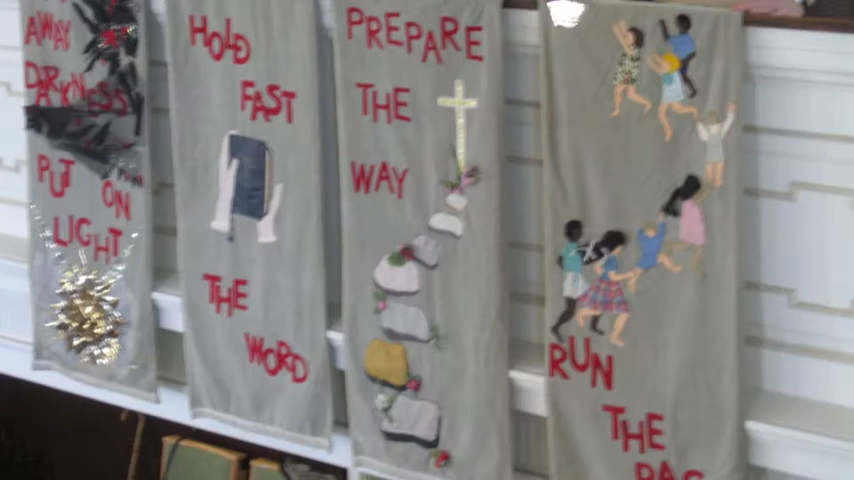 AWAY
DARKNESS
PUT ON
LIGHT
HOLD
FAST
THE
WORD
PREPARE
THE
WAY
RUN
THE